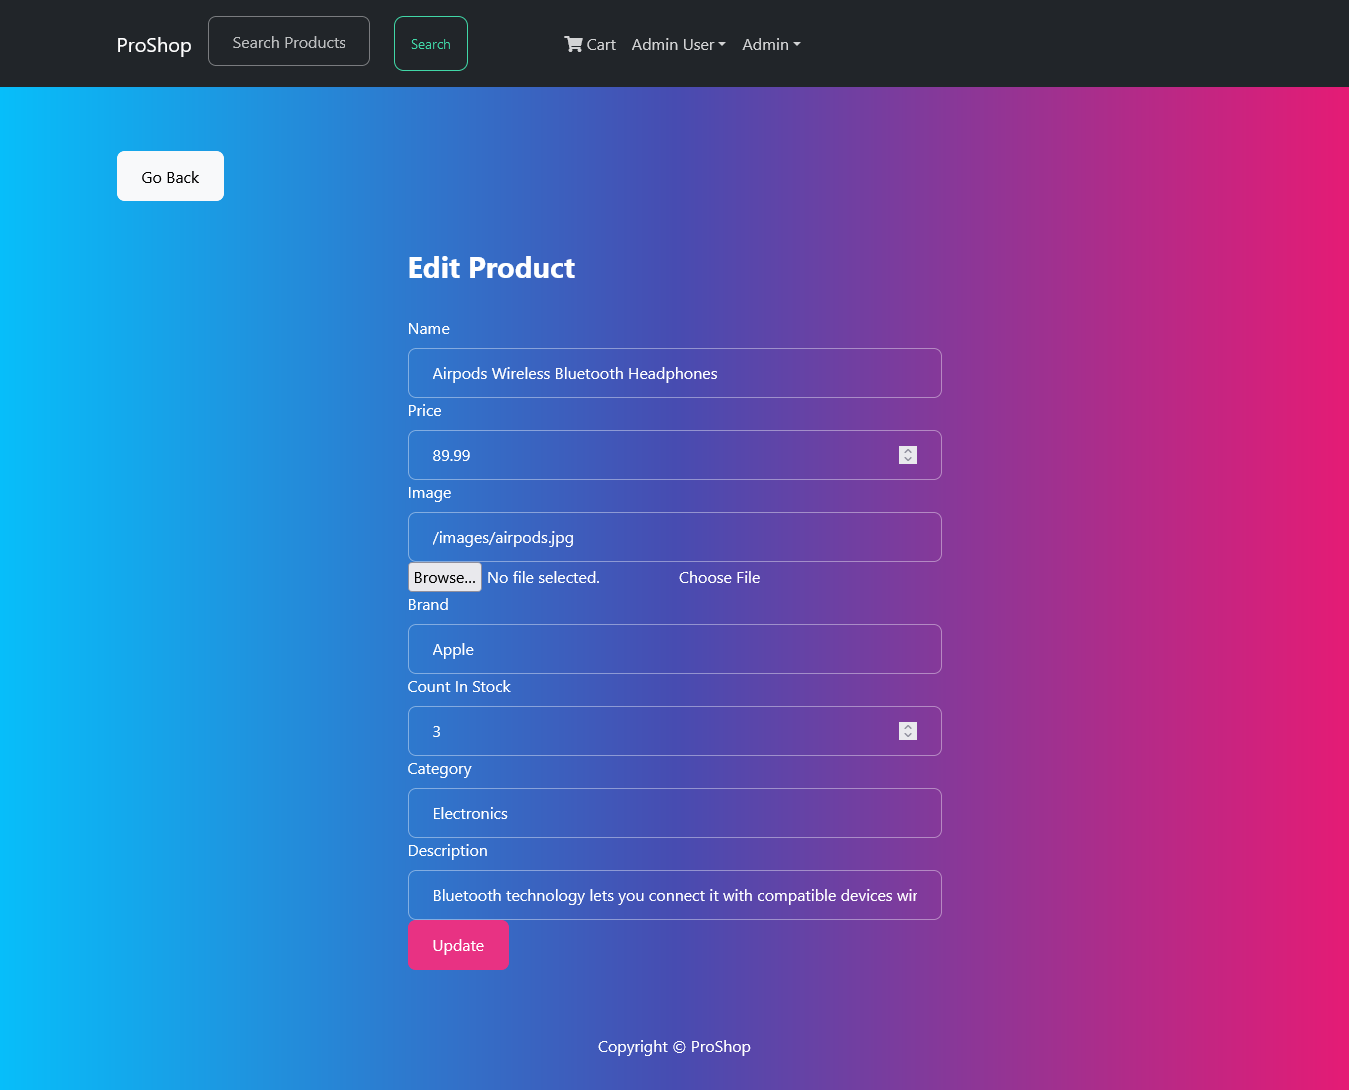 ProShop Search Products Search Cart Admin User Admin
Go Back
Edit Product
Name
Airpods Wireless Bluetooth Headphones
Price
89.99
Image
/images/airpods.jpg
Browse... No file selected. Choose File
Brand
Apple
Count In Stock
3
Category
Electronics
Description
Bluetooth technology lets you connect it with compatible devices
Update
Copyright © ProShop